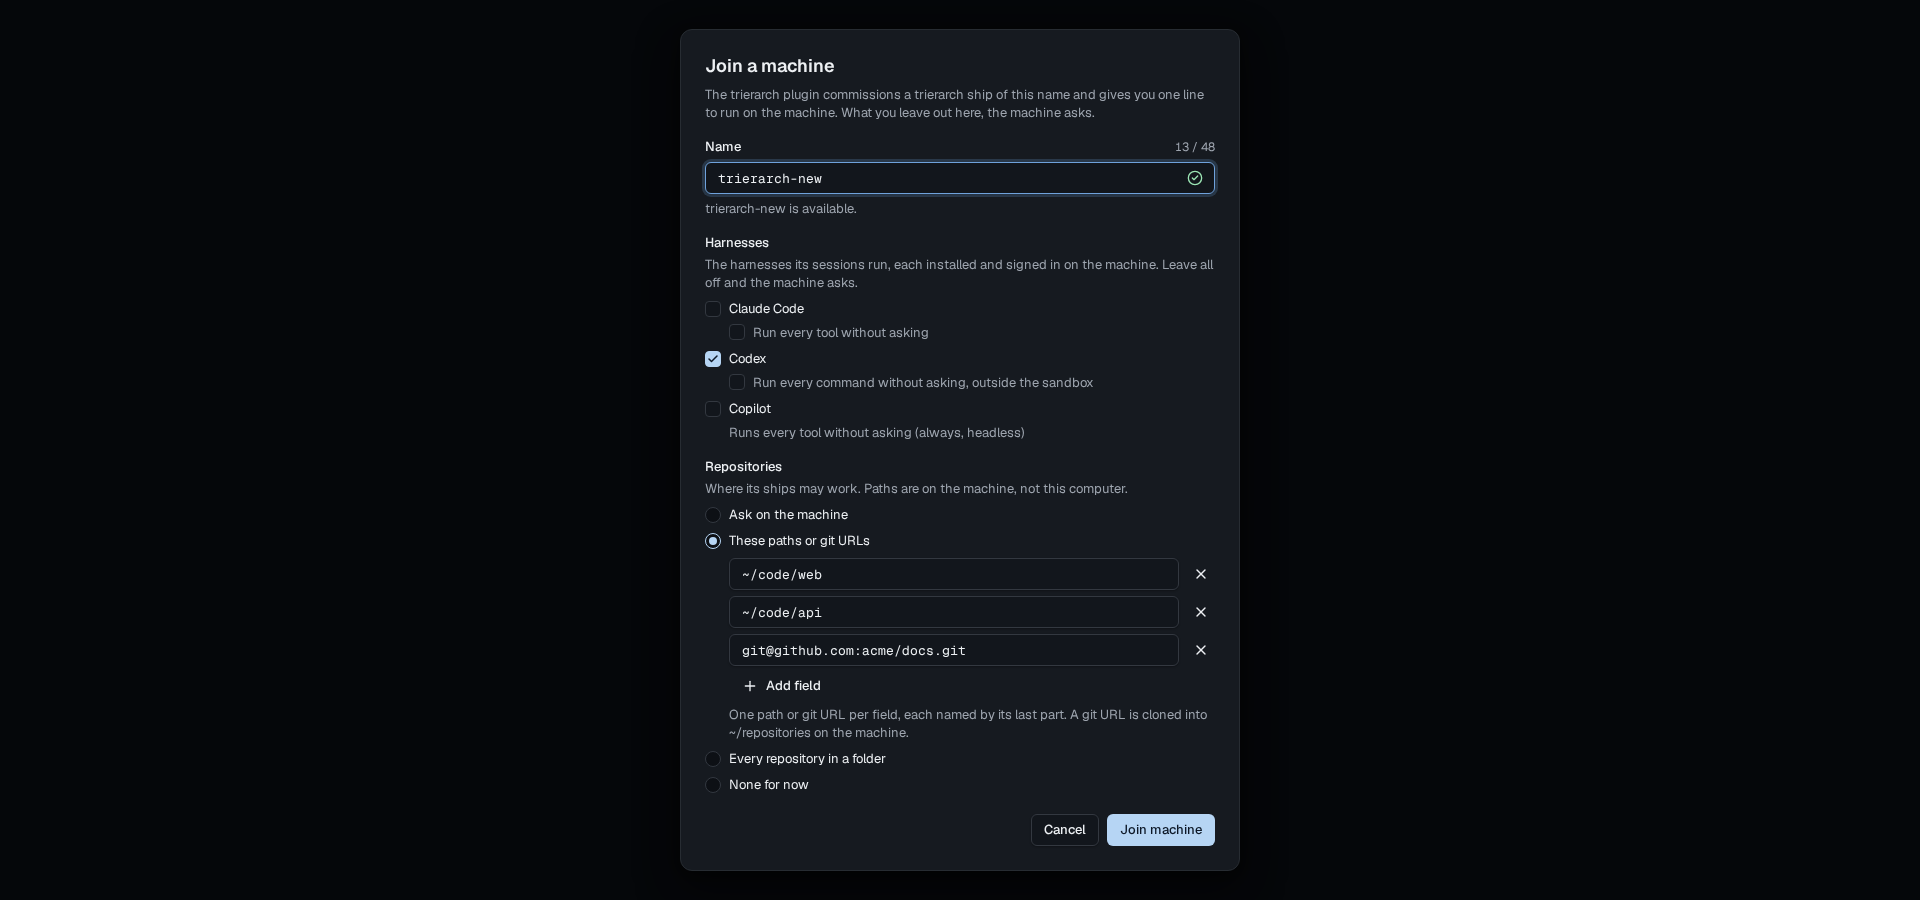 Join a machine
The trierarch plugin commissions a trierarch ship of this name and gives you one line
to run on the machine. What you leave out here, the machine asks.
Name
13 / 48
trierarch-new
trierarch-new is available.
Harnesses
The harnesses its sessions run, each installed and signed in on the machine. Leave all
off and the machine asks.
Claude Code
Run every tool without asking
Codex
Run every command without asking, outside the sandbox
Copilot
Runs every tool without asking (always, headless)
Repositories
Where its ships may work. Paths are on the machine, not this computer.
Ask on the machine
These paths or git URLs
~/code/web
~/code/api
git@github.com:acme/docs.git
Add field
One path or git URL per field, each named by its last part. A git URL is cloned into
~/repositories on the machine.
Every repository in a folder
None for now
Cancel
Join machine